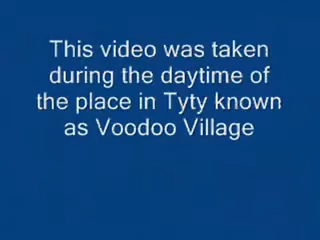 This video was taken
during the daytime of
the place in Tyty known
as Voodoo Village